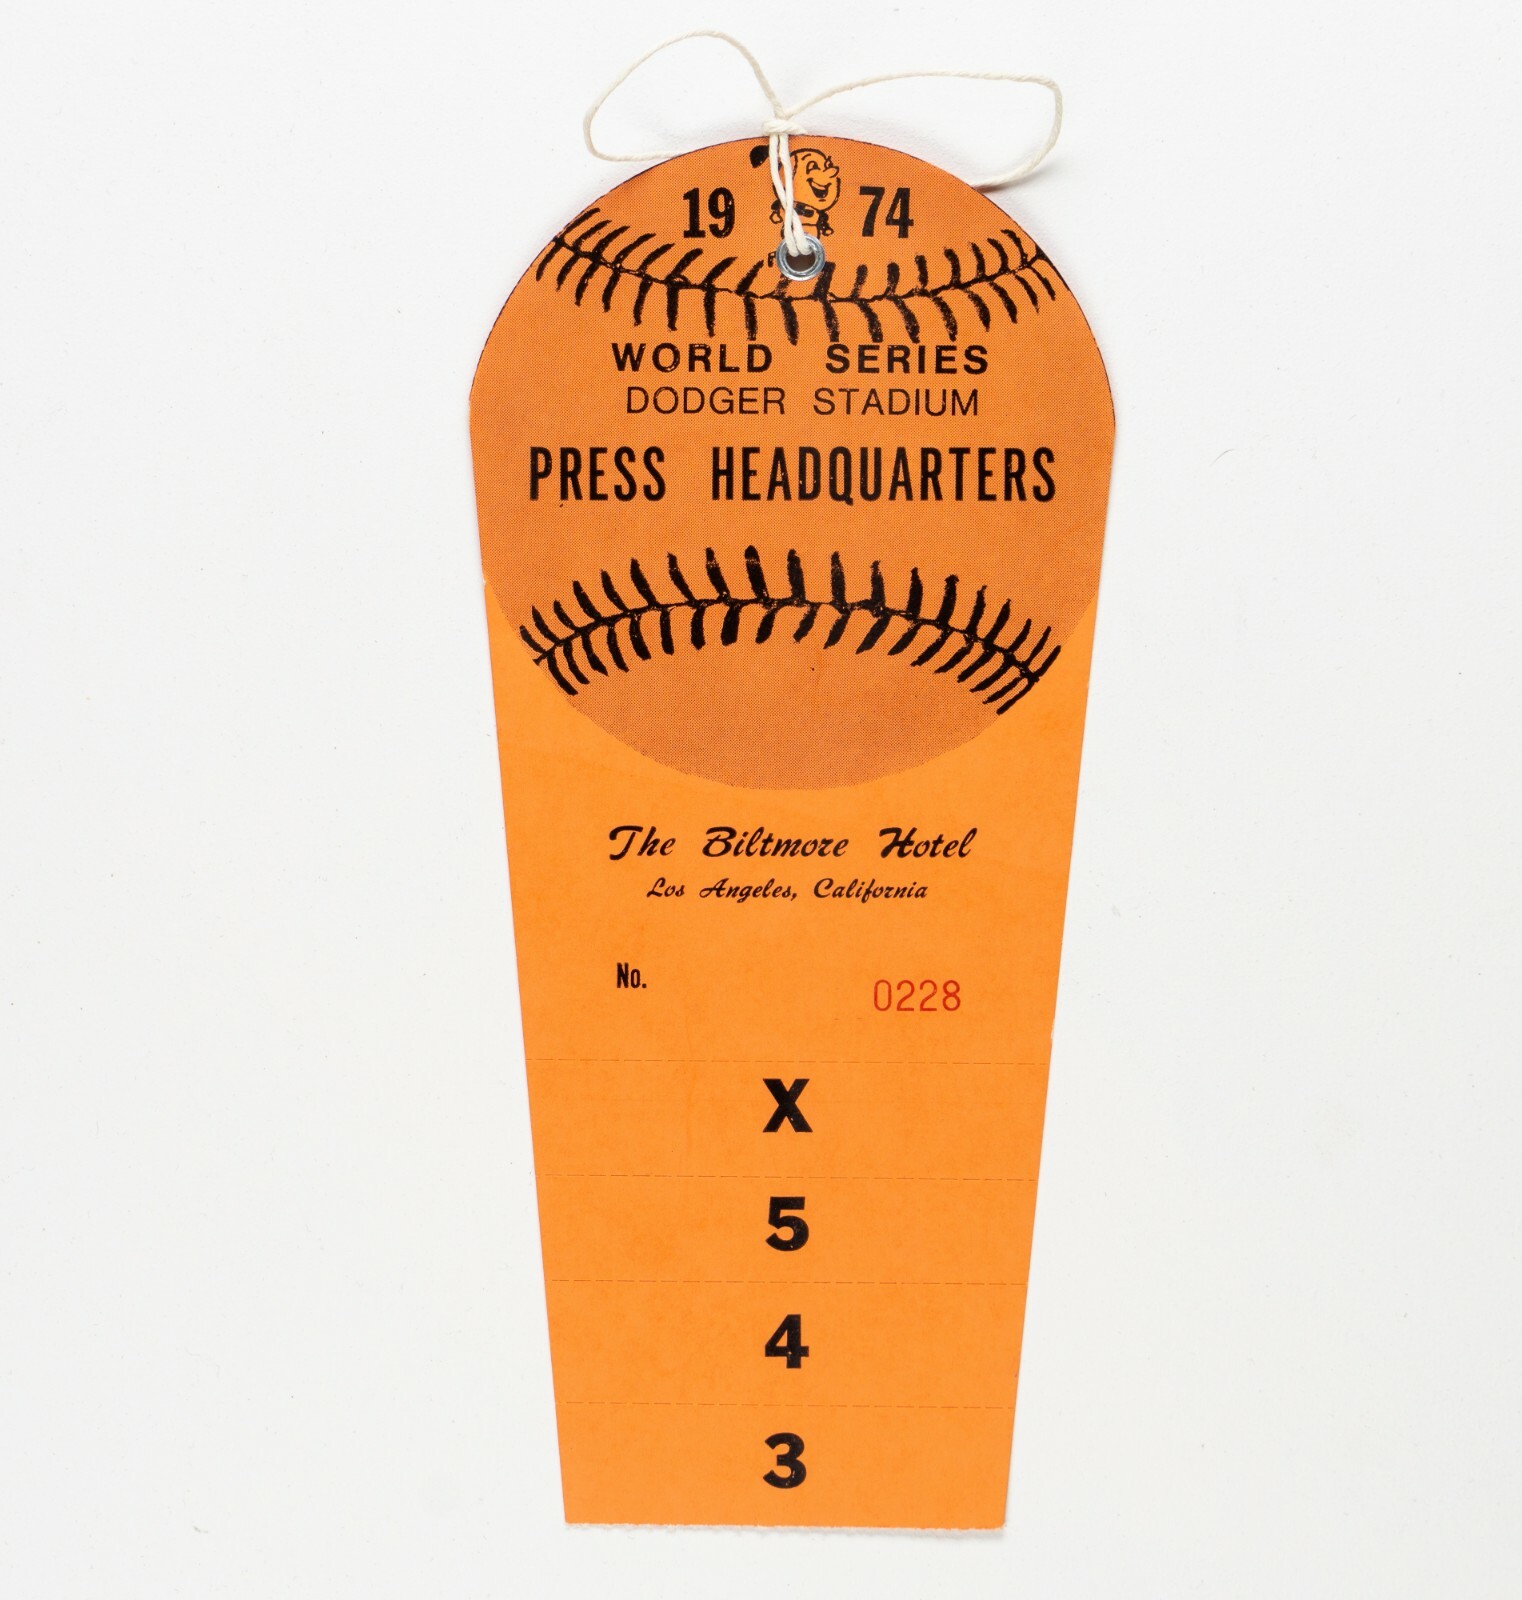 19 74
WORLD SERIES
DODGER STADIUM
PRESS HEADQUARTERS
The Biltmore Hotel
Los Angeles, California
No. 0228
X
5
4
3